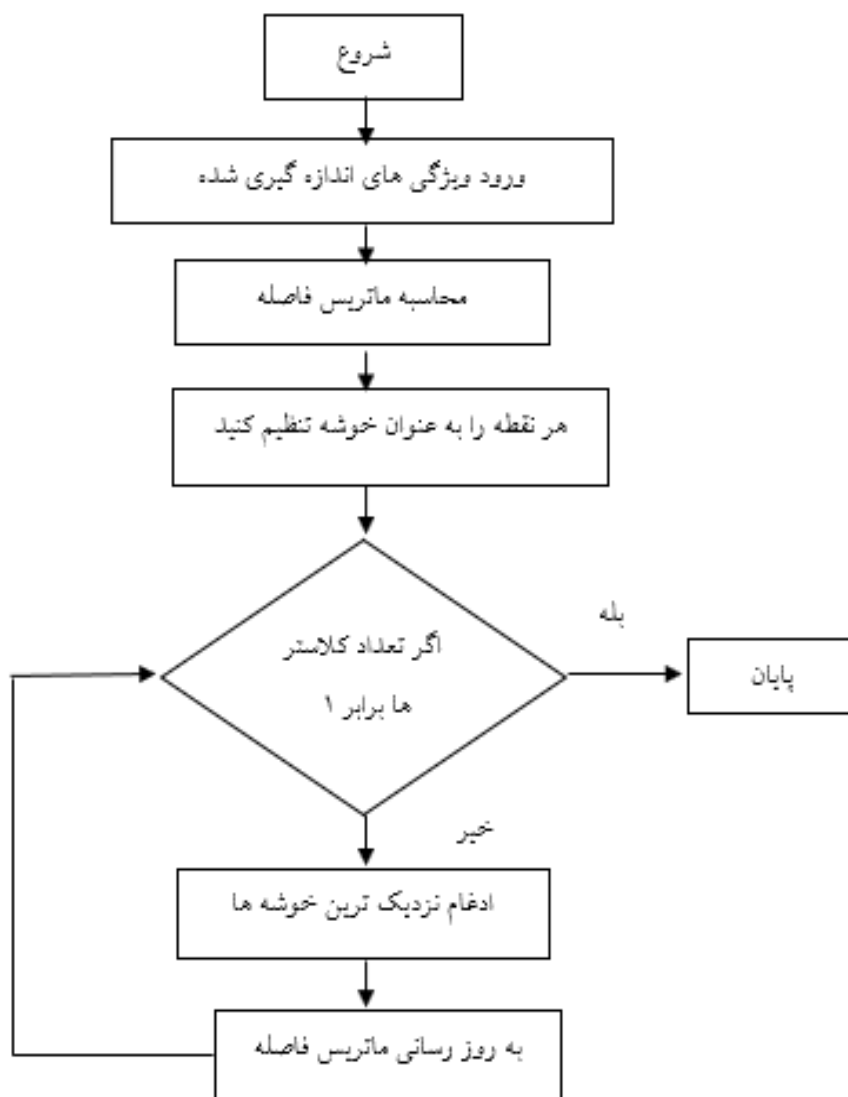 شروع
ورود ویژگی های اندازه گیری شده
محاسبه ماتریس فاصله
هر نقطه را به عنوان خوشه تنظیم کنید
اگر تعداد کلاستر
ها برابر ۱
بله
پایان
خیر
ادغام نزدیک ترین خوشه ها
به روز رسانی ماتریس فاصله